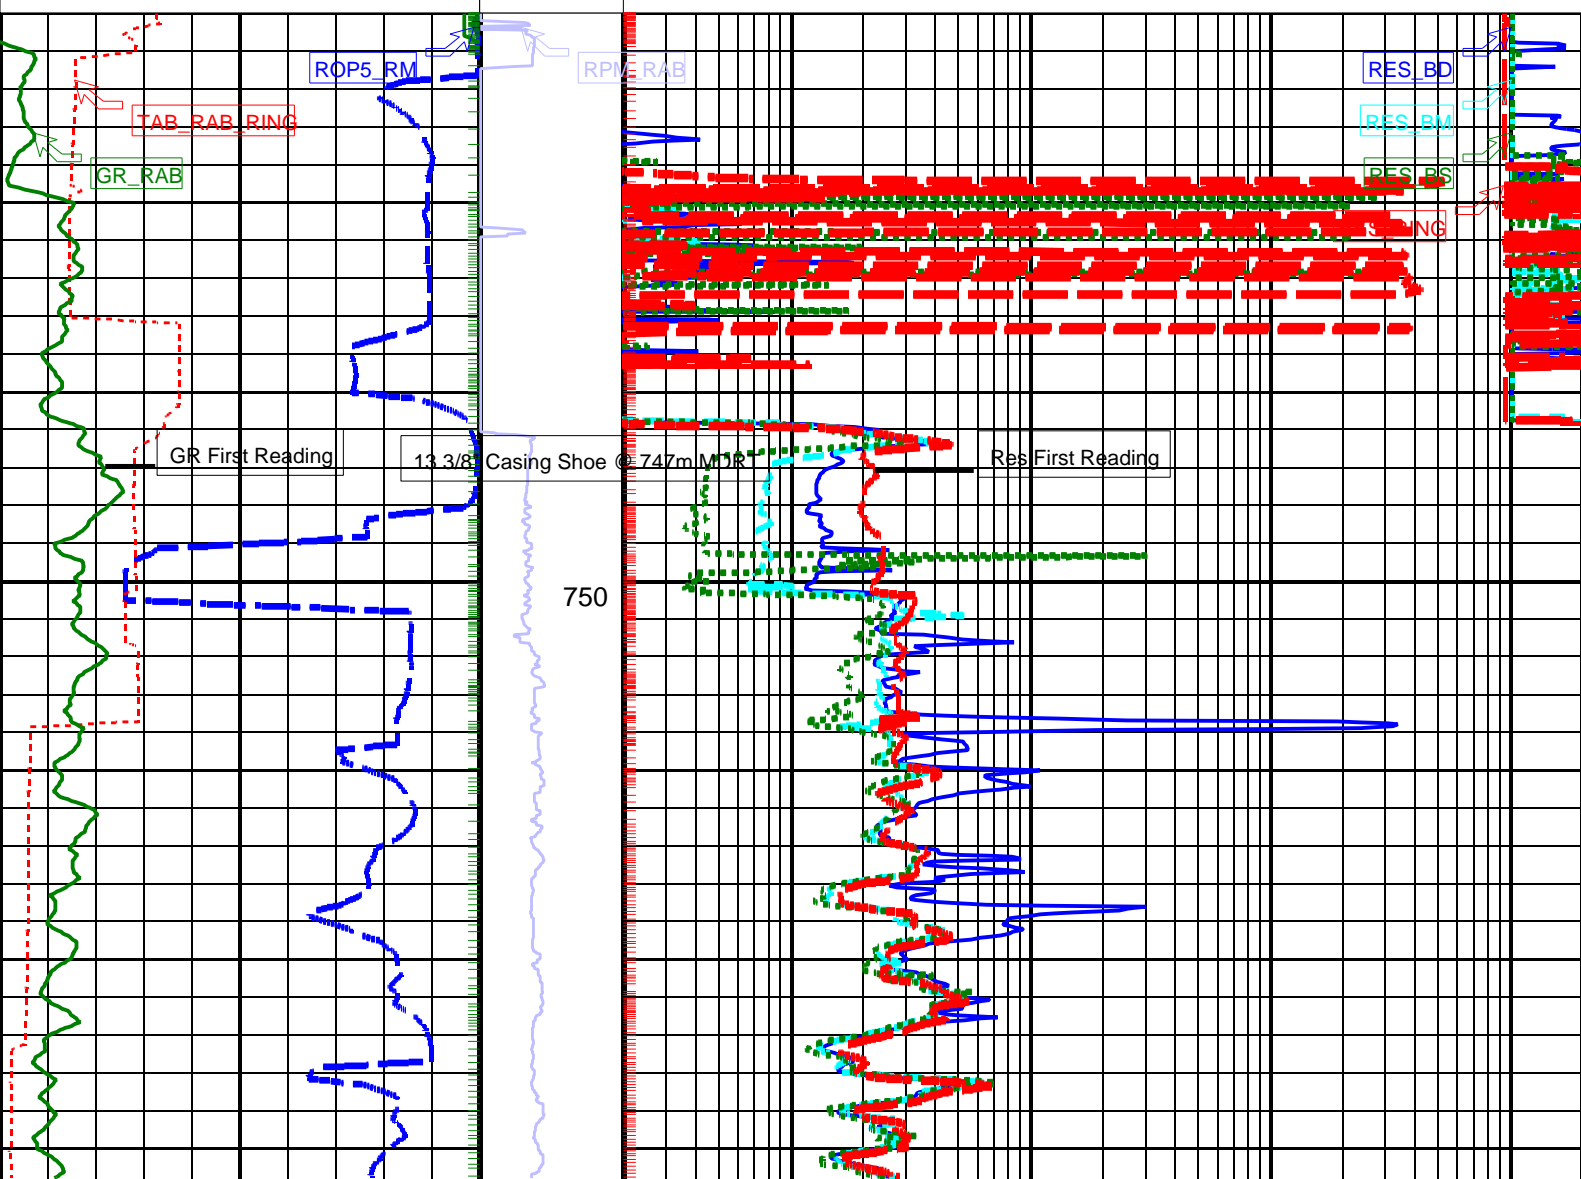 ROP5_RM
RPM_RAB
RES_BD
TAB_RAB_RING
RES_BM
GR_RAB
RES_BS
GR First Reading
13 3/8 Casing Shoe @ 747m MDRT
Res First Reading
750